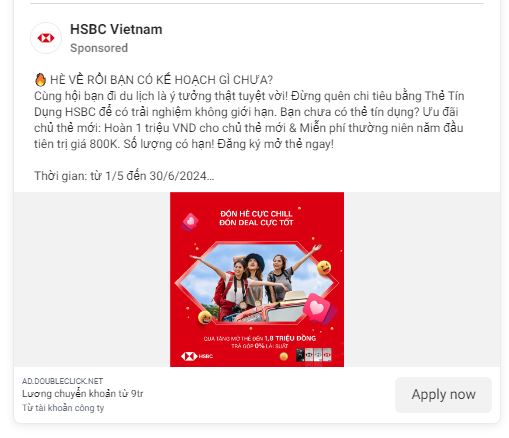 HSBC Vietnam
Sponsored
🔥 HÈ VỀ RỒI BẠN CÓ KẾ HOẠCH GÌ CHƯA?
Cùng hội bạn đi du lịch là ý tưởng thật tuyệt vời! Đừng quên chi tiêu bằng Thẻ Tín
Dụng HSBC để có trải nghiệm không giới hạn. Bạn chưa có thẻ tín dụng? Ưu đãi
chủ thẻ mới: Hoàn 1 triệu VND cho chủ thẻ mới & Miễn phí thường niên năm đầu
tiên trị giá 800K. Số lượng có hạn! Đăng ký mở thẻ ngay!
Thời gian: từ 1/5 đến 30/6/2024...
ĐÓN HÈ CỰC CHILL
ĐÓN DEAL CỰC TỐT
QUÀ TẶNG MỞ THẺ ĐẾN 1,8 TRIỆU ĐỒNG
TRẢ GÓP 0% LÃI SUẤT
HSBC
AD.DOUBLECLICK.NET
Lương chuyển khoản từ 9tr
Từ tài khoản công ty
Apply now